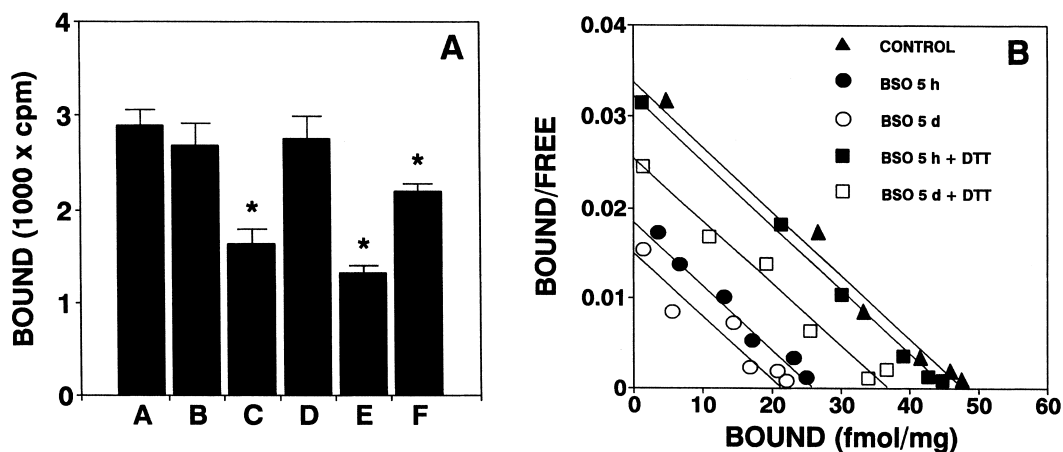 A
BOUND (1000 x cpm)
4
3
2
1
0
*
*
*
A B C D E F
B
BOUND/FREE
0.04
0.03
0.02
0.01
0
CONTROL
BSO 5 h
BSO 5 d
BSO 5 h + DTT
BSO 5 d + DTT
0 10 20 30 40 50 60
BOUND (fmol/mg)